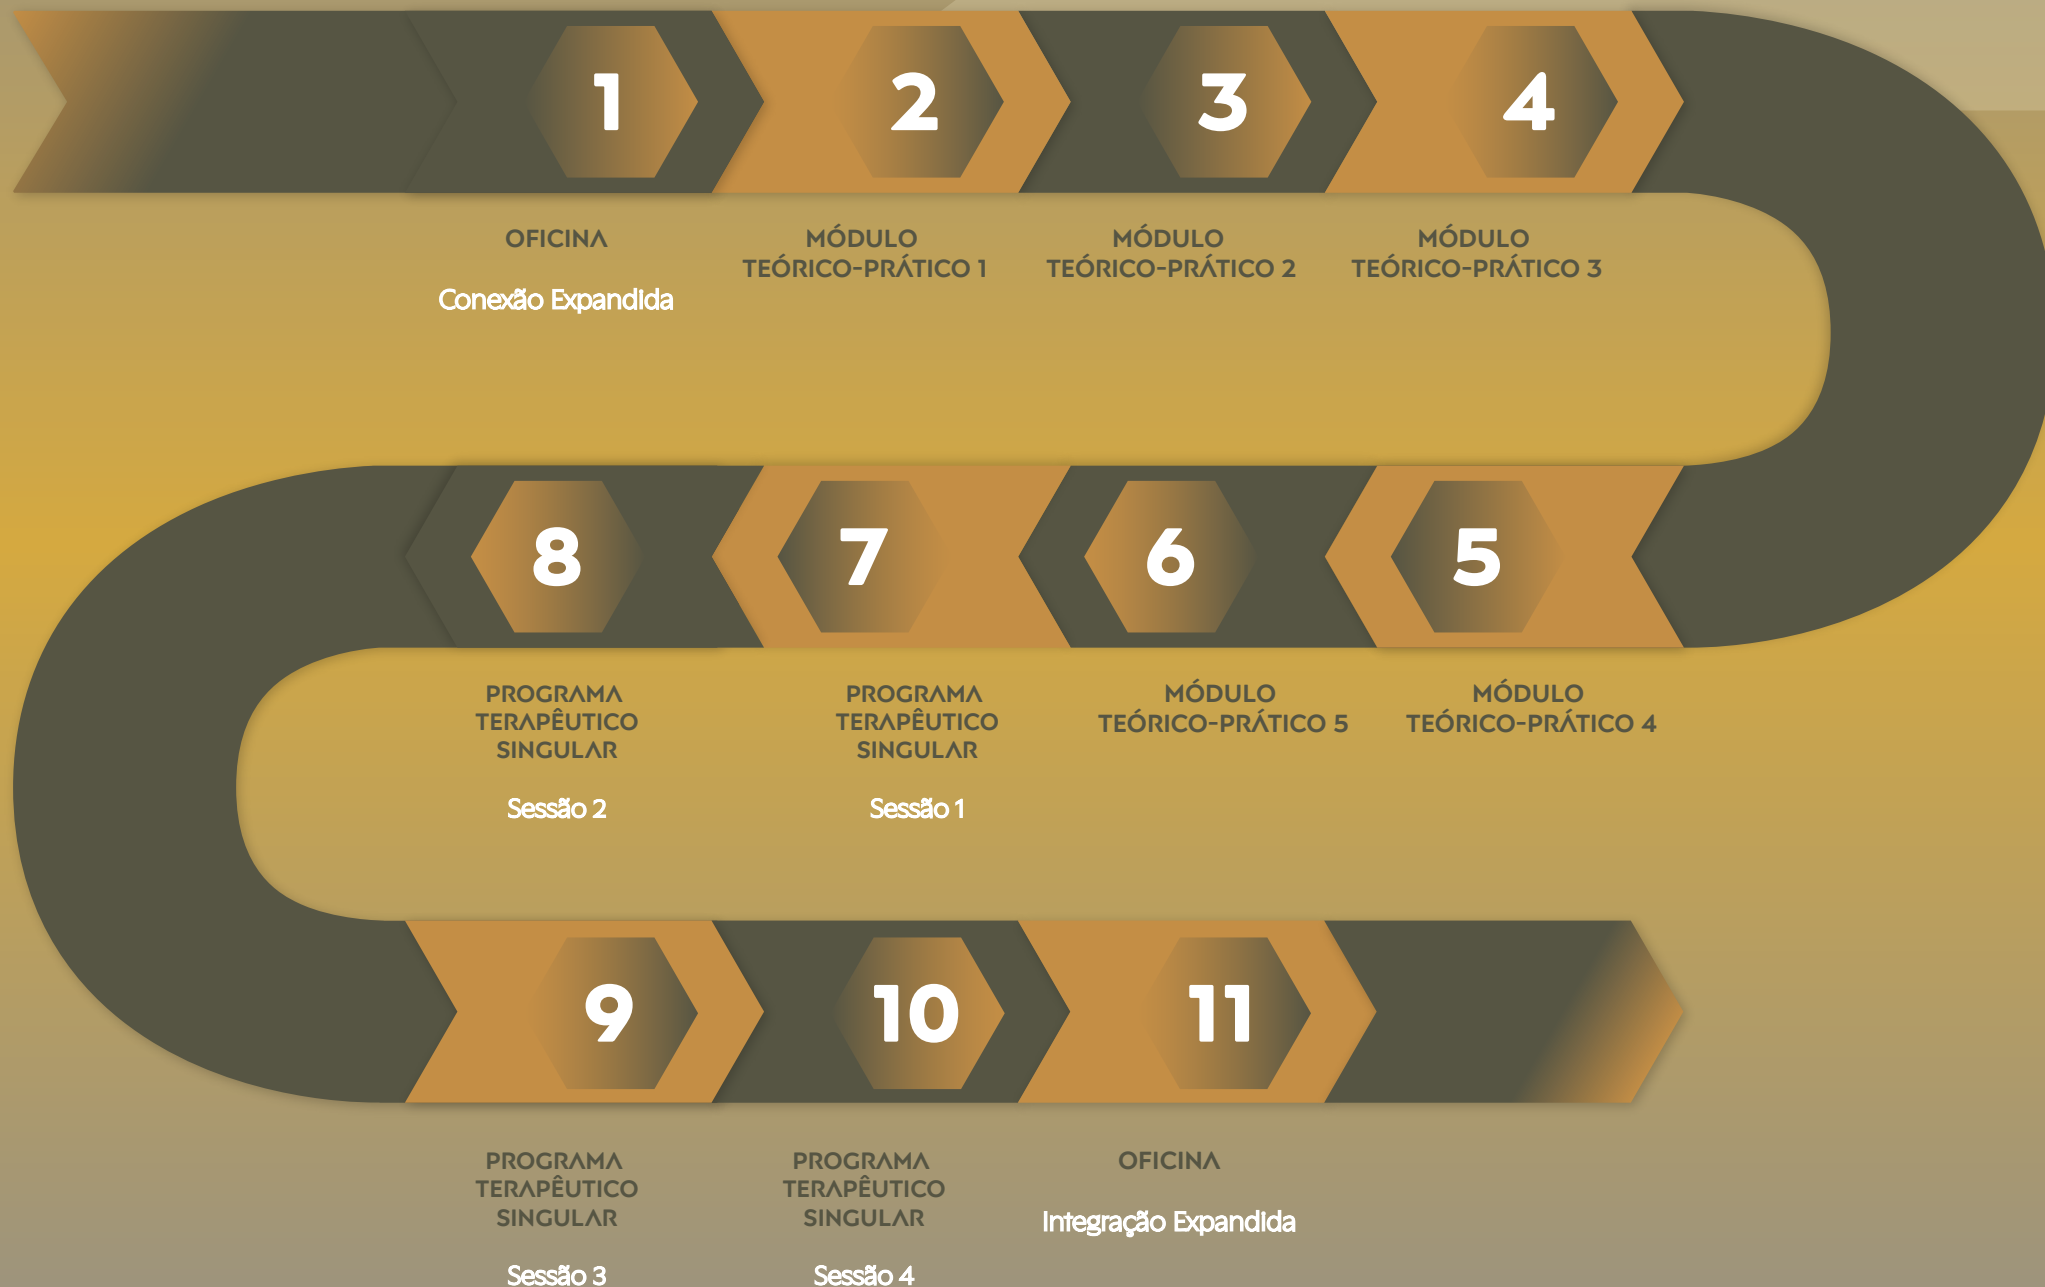 1
2
3
4
OFICINA
Conexão Expandida
MÓDULO
TEÓRICO-PRÁTICO 1
MÓDULO
TEÓRICO-PRÁTICO 2
MÓDULO
TEÓRICO-PRÁTICO 3
8
7
6
5
PROGRAMA
TERAPÊUTICO
SINGULAR
Sessão 2
PROGRAMA
TERAPÊUTICO
SINGULAR
Sessão 1
MÓDULO
TEÓRICO-PRÁTICO 5
MÓDULO
TEÓRICO-PRÁTICO 4
9
10
11
PROGRAMA
TERAPÊUTICO
SINGULAR
Sessão 3
PROGRAMA
TERAPÊUTICO
SINGULAR
Sessão 4
OFICINA
Integração Expandida